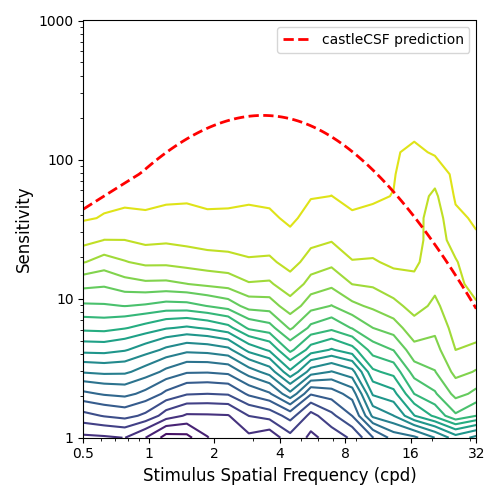 castleCSF prediction
Sensitivity
1000
100
10
1
0.5 1 2 4 8 16 32
Stimulus Spatial Frequency (cpd)